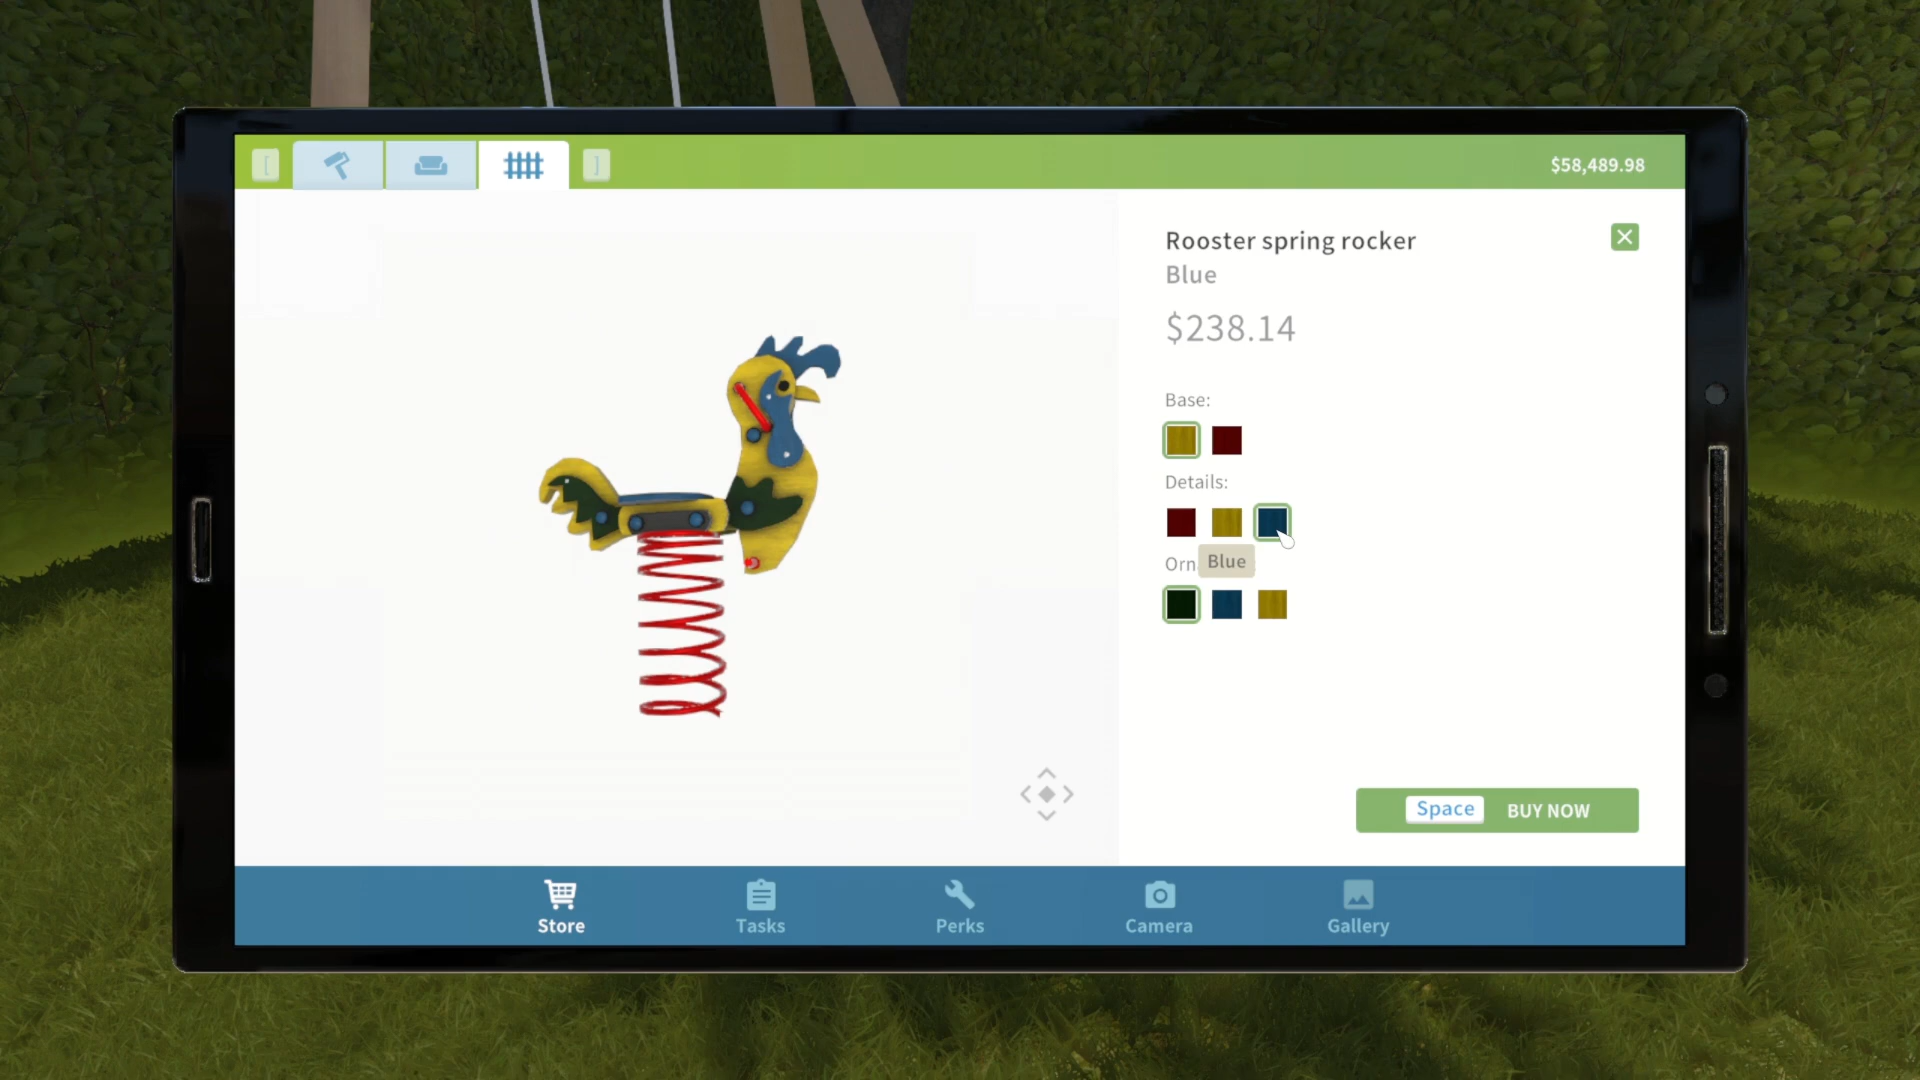 [
]
$58,489.98
Rooster spring rocker
Blue
$238.14
Base:
Details:
Blue
Space BUY NOW
Store
Tasks
Perks
Camera
Gallery